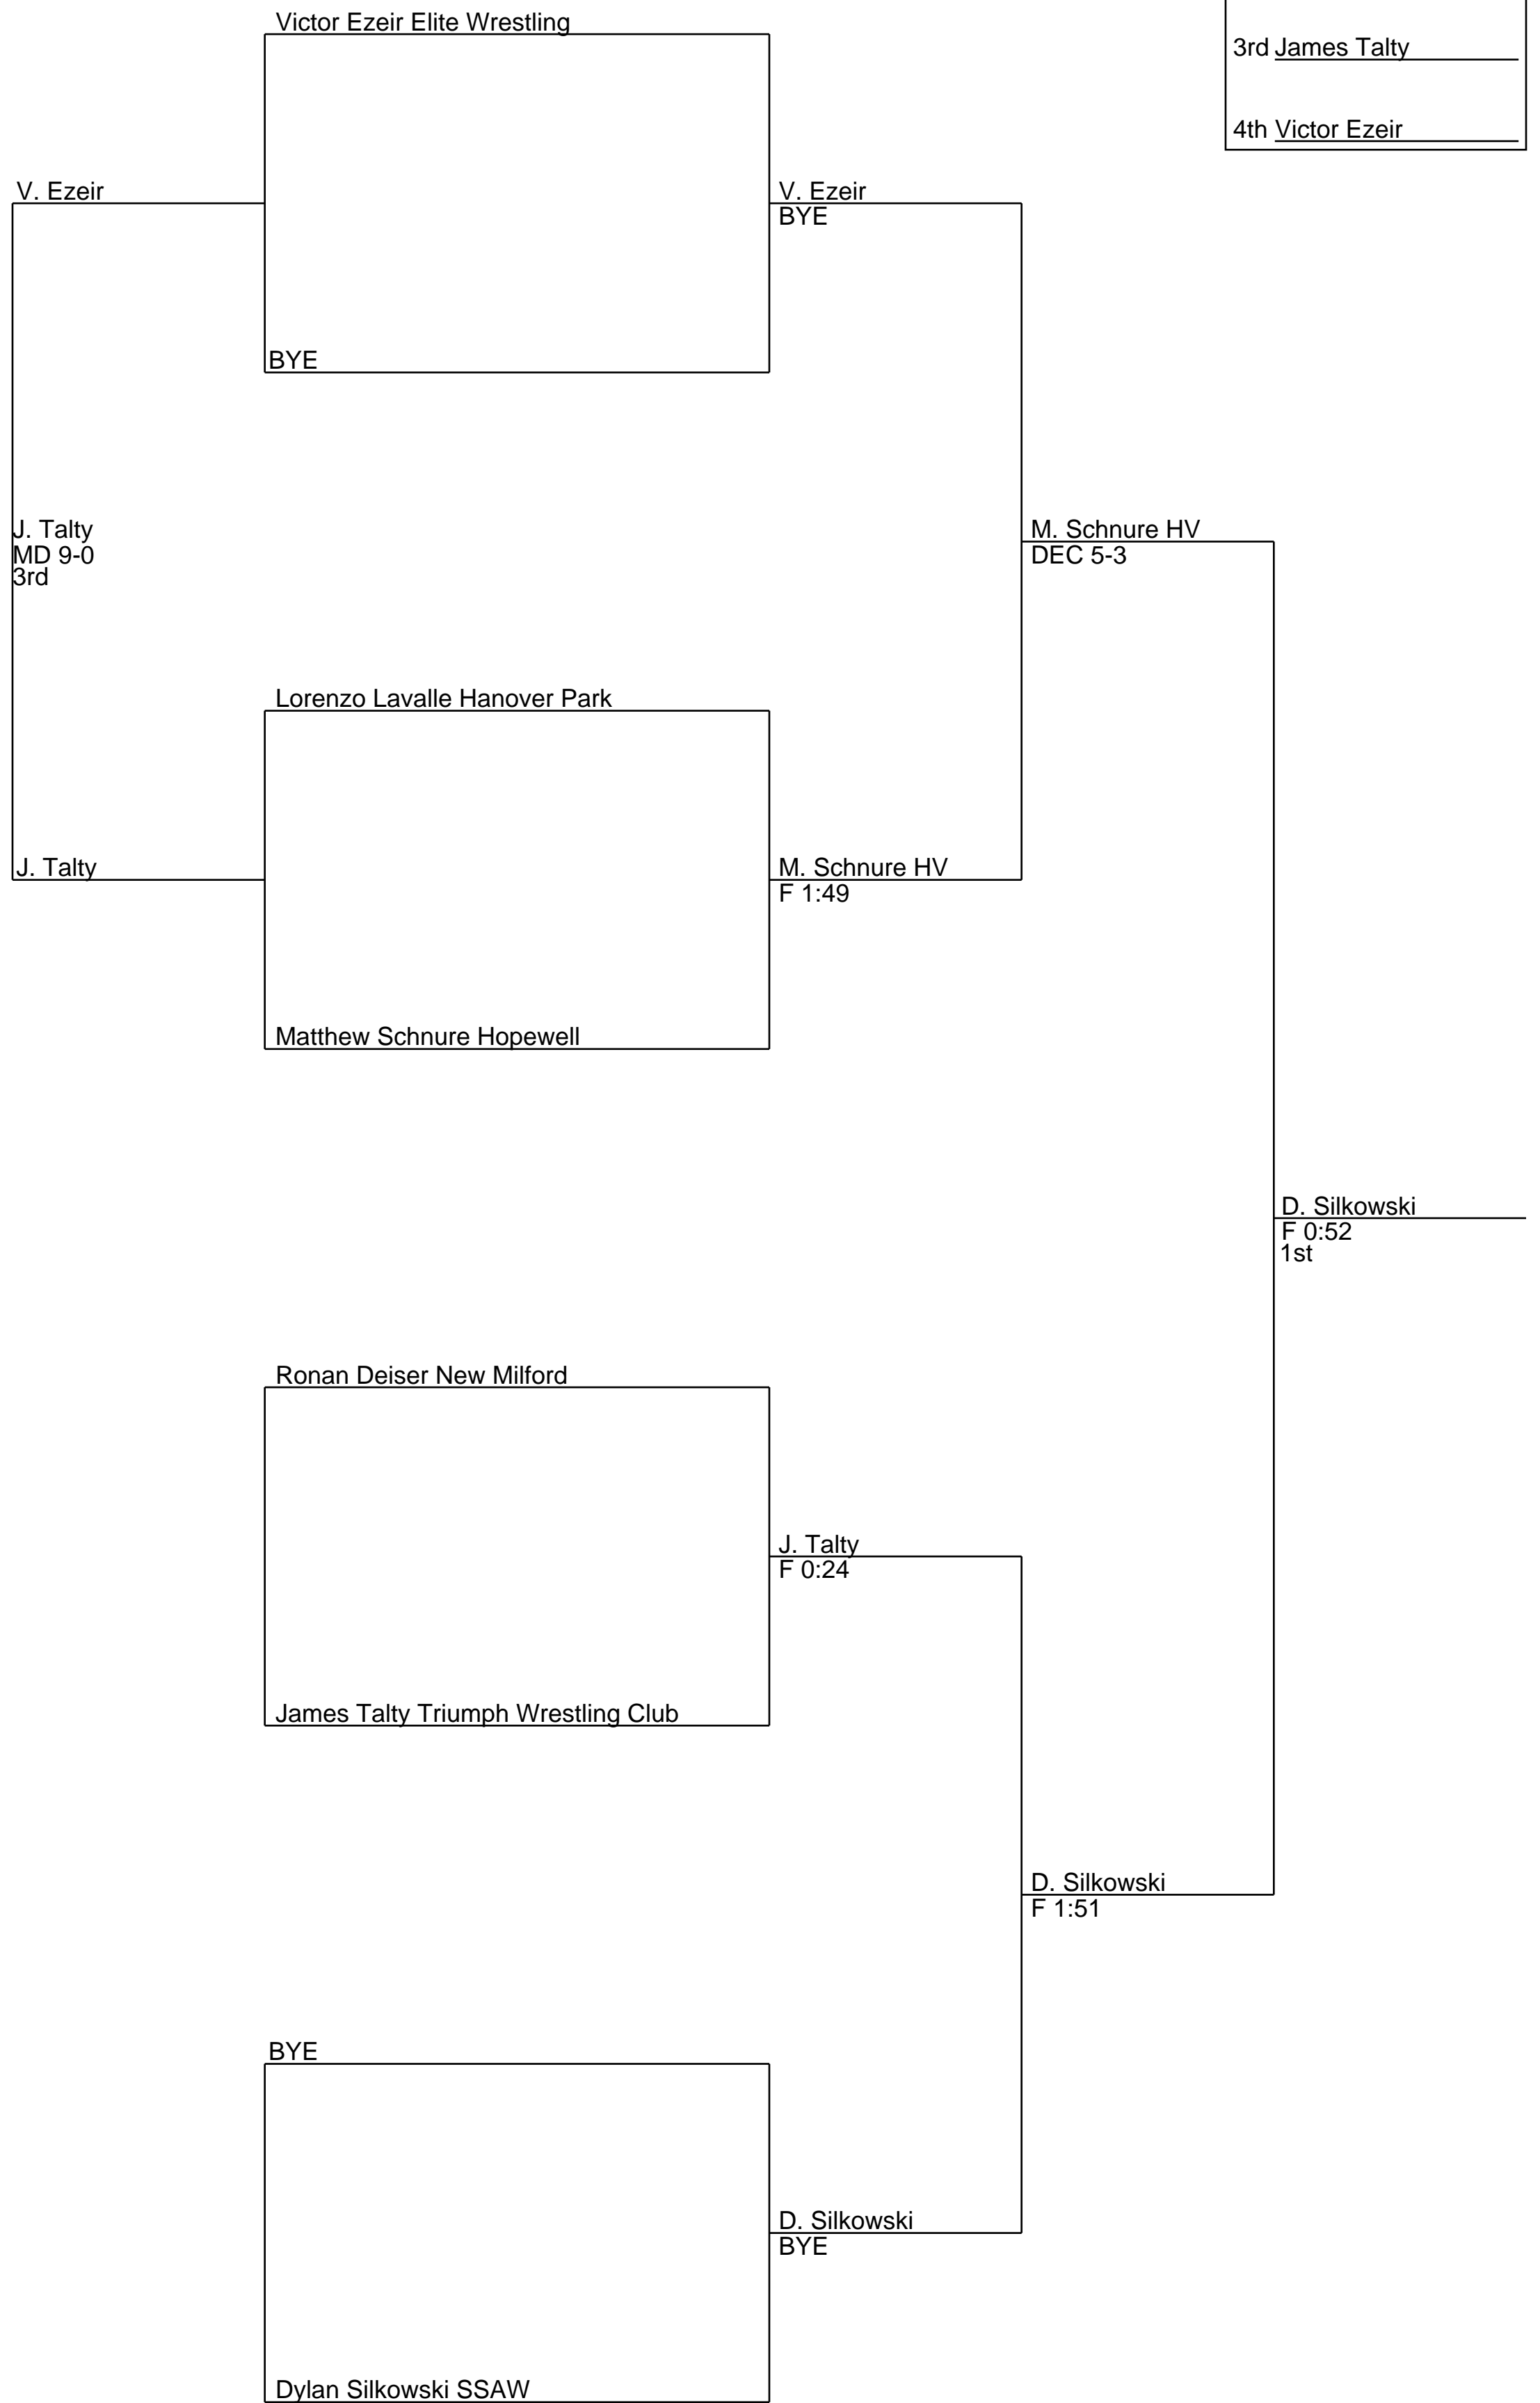 Victor Ezeir Elite Wrestling
3rd James Talty
4th Victor Ezeir
V. Ezeir
V. Ezeir
BYE
BYE
J. Talty
MD 9-0
3rd
M. Schnure HV
DEC 5-3
Lorenzo Lavalle Hanover Park
J. Talty
M. Schnure HV
F 1:49
Matthew Schnure Hopewell
D. Silkowski
F 0:52
1st
Ronan Deiser New Milford
J. Talty
F 0:24
James Talty Triumph Wrestling Club
D. Silkowski
F 1:51
BYE
D. Silkowski
BYE
Dylan Silkowski SSAW